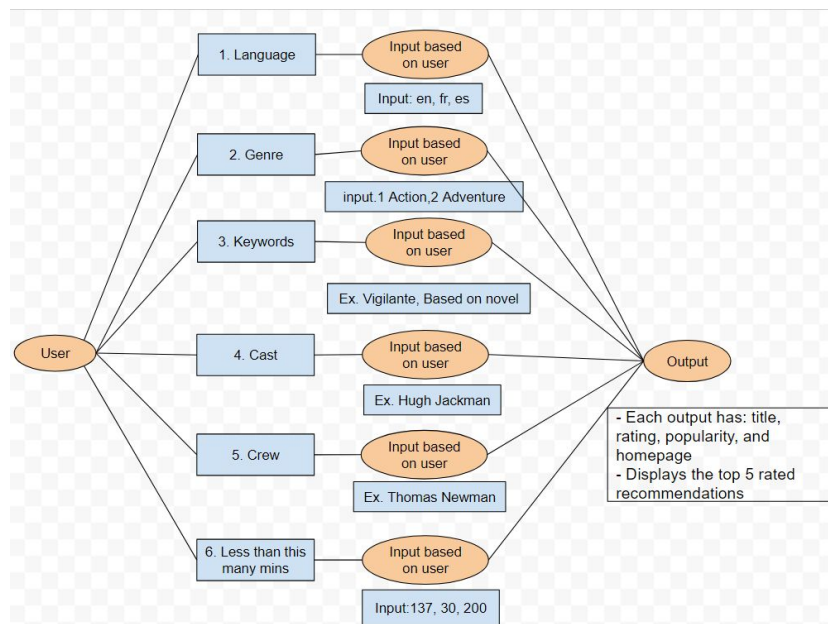 1. Language
Input based
on user
Input: en, fr, es
2. Genre
Input based
on user
input.1 Action,2 Adventure
3. Keywords
Input based
on user
Ex. Vigilante, Based on novel
User
4. Cast
Input based
on user
Ex. Hugh Jackman
Output
- Each output has: title,
rating, popularity, and
homepage
- Displays the top 5 rated
recommendations
5. Crew
Input based
on user
Ex. Thomas Newman
6. Less than this
many mins
Input based
on user
Input:137, 30, 200